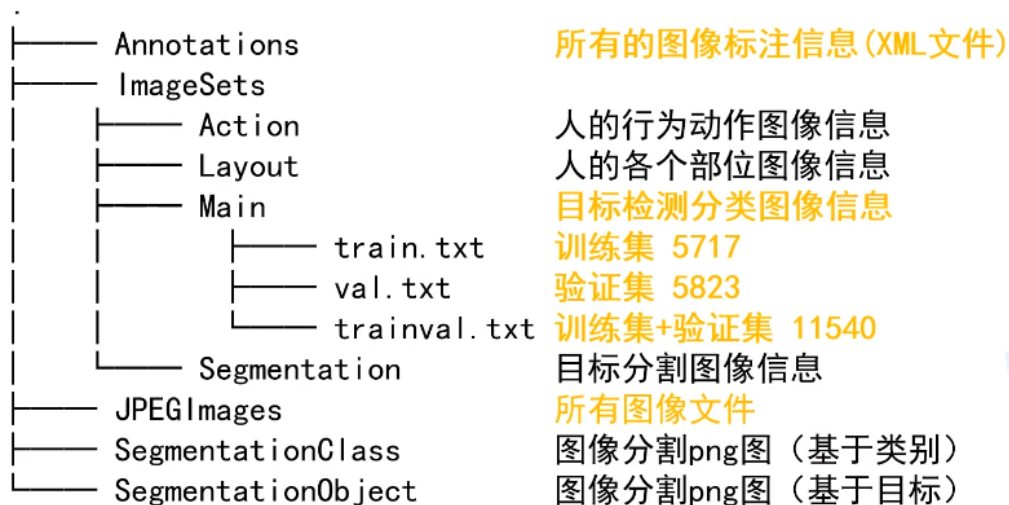 .
├── Annotations 所有的图像标注信息(XML文件)
├── ImageSets
│ ├── Action 人的行为动作图像信息
│ ├── Layout 人的各个部位图像信息
│ ├── Main 目标检测分类图像信息
│ │ ├── train.txt 训练集 5717
│ │ ├── val.txt 验证集 5823
│ │ └── trainval.txt 训练集+验证集 11540
│ └── Segmentation 目标分割图像信息
├── JPEGImages 所有图像文件
├── SegmentationClass 图像分割png图（基于类别）
└── SegmentationObject 图像分割png图（基于目标）